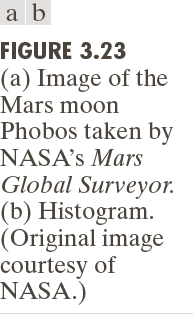 a b
FIGURE 3.23
(a) Image of the
Mars moon
Phobos taken by
NASA's Mars
Global Surveyor.
(b) Histogram.
(Original image
courtesy of
NASA.)